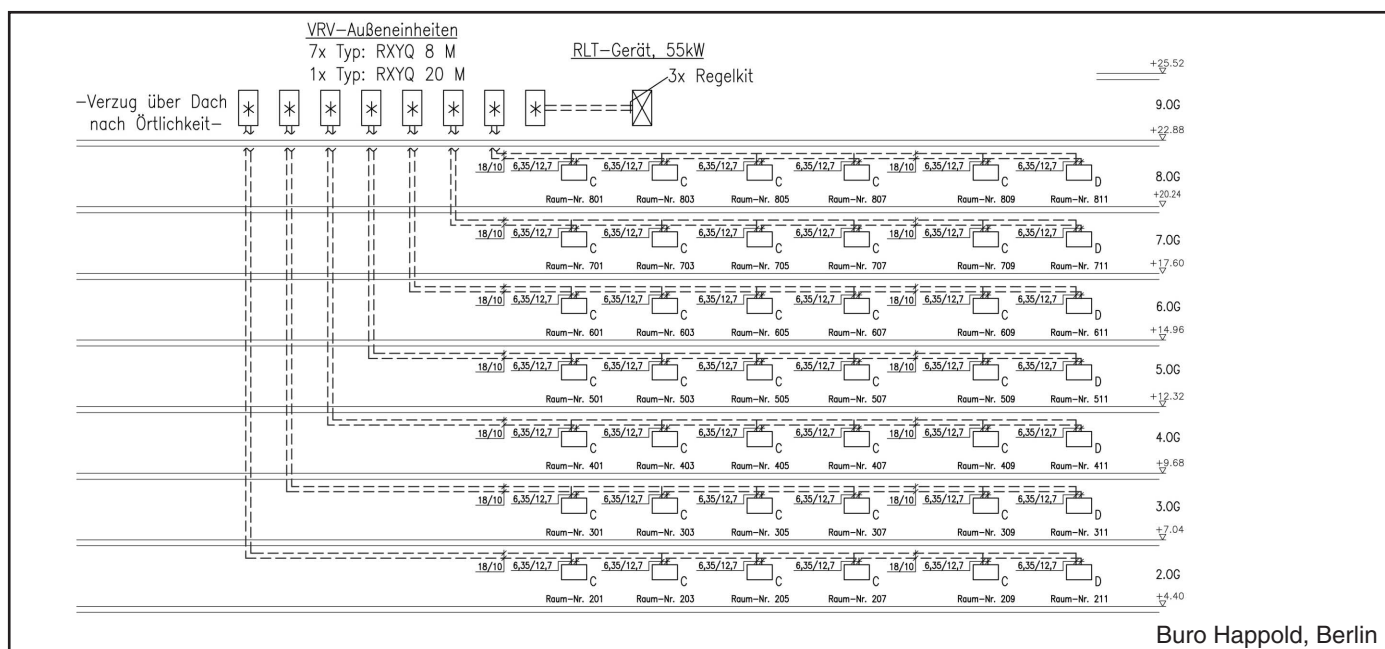 VRV-Außeneinheiten
7x Typ: RXYQ 8 M
1x Typ: RXYQ 20 M
RLT-Gerät, 55kW
3x Regelkit
-Verzug über Dach
nach Örtlichkeit-
+25.52
9.OG
+22.88
18/10 6,35/12,7 C 6,35/12,7 C 6,35/12,7 C 6,35/12,7 C 18/10 6,35/12,7 C 6,35/12,7 D 8.OG
Raum-Nr. 801 Raum-Nr. 803 Raum-Nr. 805 Raum-Nr. 807 Raum-Nr. 809 Raum-Nr. 811 +20.24
18/10 6,35/12,7 C 6,35/12,7 C 6,35/12,7 C 6,35/12,7 C 18/10 6,35/12,7 C 6,35/12,7 D 7.OG
Raum-Nr. 701 Raum-Nr. 703 Raum-Nr. 705 Raum-Nr. 707 Raum-Nr. 709 Raum-Nr. 711 +17.60
18/10 6,35/12,7 C 6,35/12,7 C 6,35/12,7 C 6,35/12,7 C 18/10 6,35/12,7 C 6,35/12,7 D 6.OG
Raum-Nr. 601 Raum-Nr. 603 Raum-Nr. 605 Raum-Nr. 607 Raum-Nr. 609 Raum-Nr. 611 +14.96
18/10 6,35/12,7 C 6,35/12,7 C 6,35/12,7 C 6,35/12,7 C 18/10 6,35/12,7 C 6,35/12,7 D 5.OG
Raum-Nr. 501 Raum-Nr. 503 Raum-Nr. 505 Raum-Nr. 507 Raum-Nr. 509 Raum-Nr. 511 +12.32
18/10 6,35/12,7 C 6,35/12,7 C 6,35/12,7 C 6,35/12,7 C 18/10 6,35/12,7 C 6,35/12,7 D 4.OG
Raum-Nr. 401 Raum-Nr. 403 Raum-Nr. 405 Raum-Nr. 407 Raum-Nr. 409 Raum-Nr. 411 +9.68
18/10 6,35/12,7 C 6,35/12,7 C 6,35/12,7 C 6,35/12,7 C 18/10 6,35/12,7 C 6,35/12,7 D 3.OG
Raum-Nr. 301 Raum-Nr. 303 Raum-Nr. 305 Raum-Nr. 307 Raum-Nr. 309 Raum-Nr. 311 +7.04
18/10 6,35/12,7 C 6,35/12,7 C 6,35/12,7 C 6,35/12,7 C 18/10 6,35/12,7 C 6,35/12,7 D 2.OG
Raum-Nr. 201 Raum-Nr. 203 Raum-Nr. 205 Raum-Nr. 207 Raum-Nr. 209 Raum-Nr. 211 +4.40
Buro Happold, Berlin